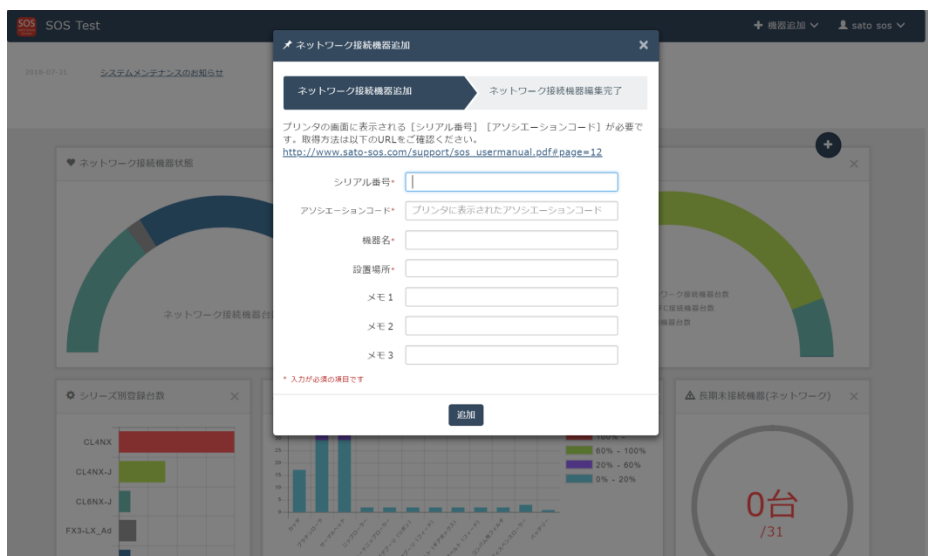 SOS
SOS Test
機器追加
sato sos
システムメンテナンスのお知らせ
ネットワーク接続機器追加
ネットワーク接続機器追加
ネットワーク接続機器編集完了
プリンタの画面に表示される［シリアル番号］［アソシエーションコード］が必要で
す。取得方法は以下のURLをご確認ください。
http://www.sato-sos.com/support/sos_usermanual.pdf#page=12
シリアル番号*
アソシエーションコード* プリンタに表示されたアソシエーションコード
機器名*
設置場所*
メモ1
メモ2
メモ3
* 入力が必須の項目です
追加
ネットワーク接続機器状態
ネットワーク接続機器台
ワーク接続機器台数
FC接続機器台数
機器台数
シリーズ別登録台数
CL4NX
CL4NX-J
CL6NX-J
FX3-LX_Ad
100% -
60% - 100%
20% - 60%
0% - 20%
長期未接続機器(ネットワーク)
0台
/31